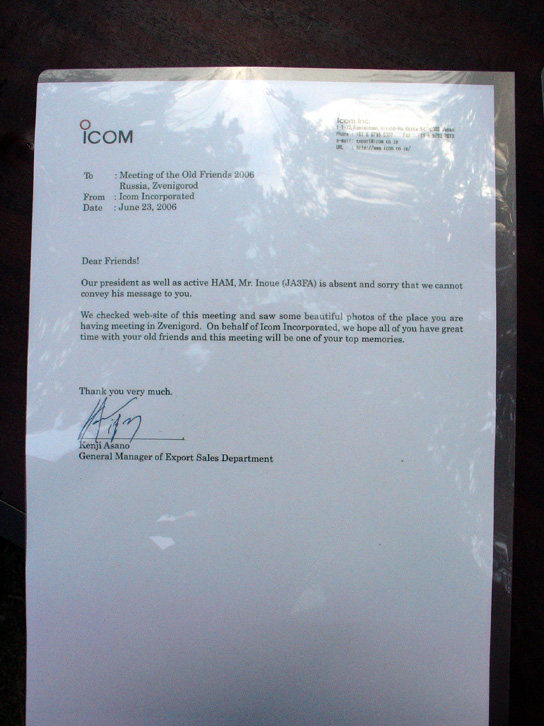 ICOM
Icom Inc.
To : Meeting of the Old Friends 2006
Russia, Zvenigorod
From : Icom Incorporated
Date : June 23, 2006
Dear Friends!
Our president as well as active HAM, Mr. Inoue (JA3FA) is absent and sorry that we cannot
convey his message to you.
We checked web-site of this meeting and saw some beautiful photos of the place you are
having meeting in Zvenigord. On behalf of Icom Incorporated, we hope all of you have great
time with your old friends and this meeting will be one of your top memories.
Thank you very much.
Kenji Asano
General Manager of Export Sales Department